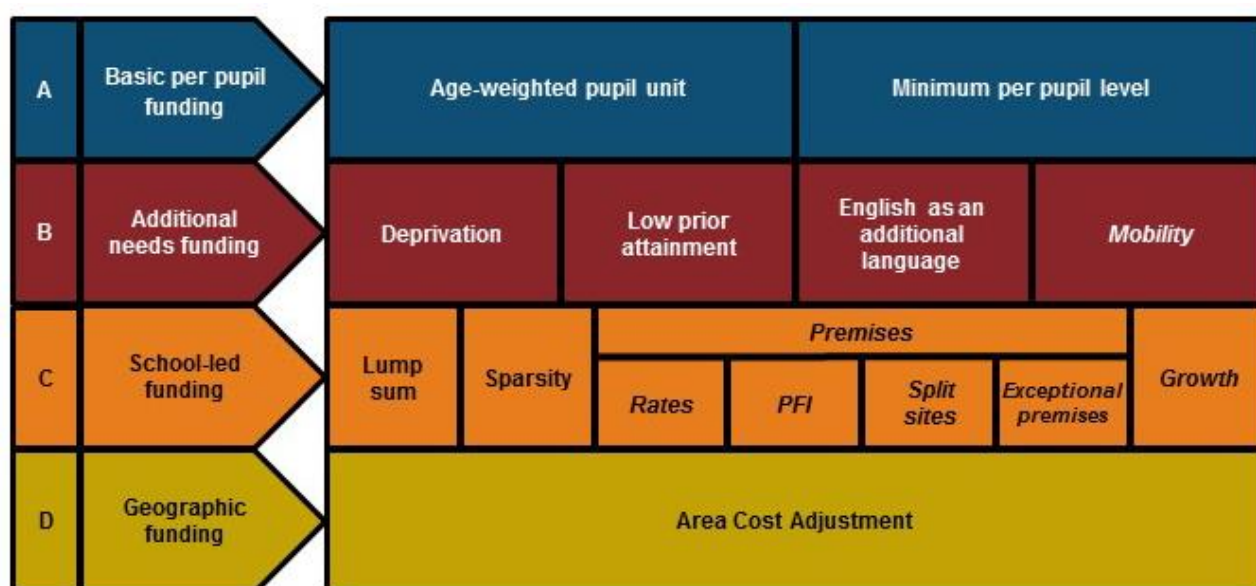 A
Basic per pupil
funding
Age-weighted pupil unit
Minimum per pupil level
B
Additional
needs funding
Deprivation
Low prior
attainment
English as an
additional
language
Mobility
C
School-led
funding
Lump
sum
Sparsity
Premises
Rates
PFI
Split
sites
Exceptional
premises
Growth
D
Geographic
funding
Area Cost Adjustment